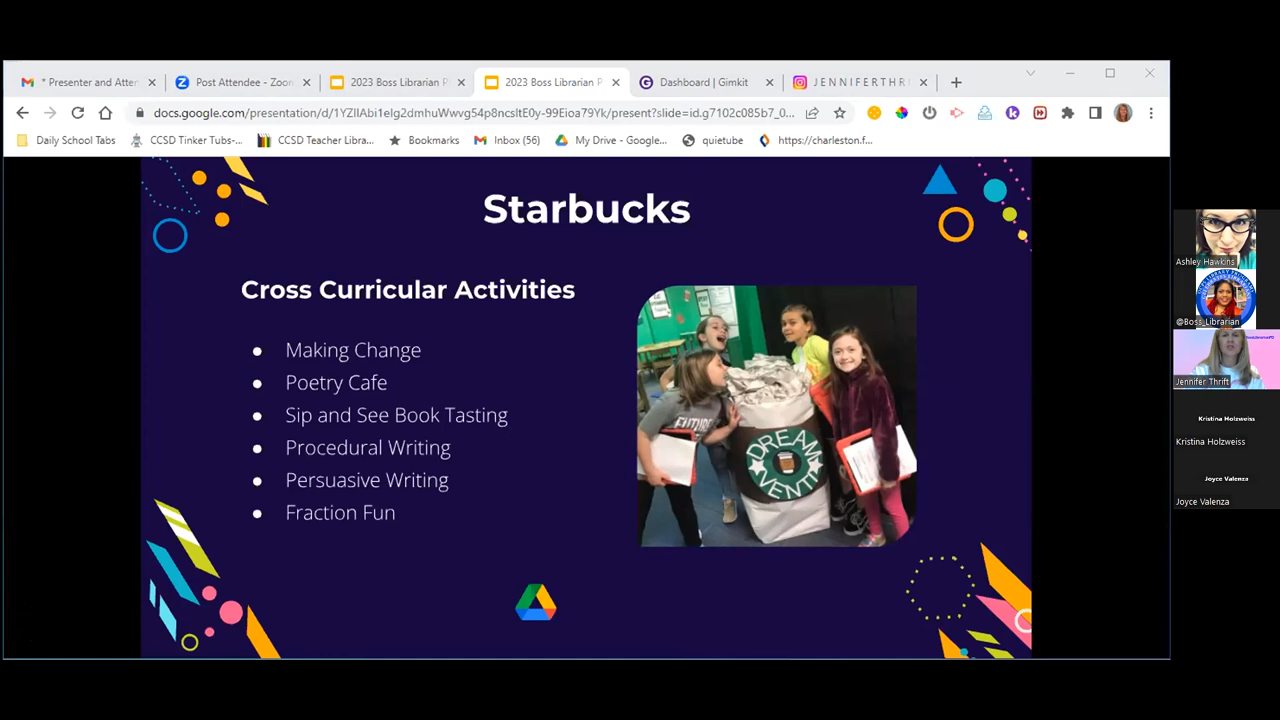 * Presenter and Atten
Post Attendee - Zoom
2023 Boss Librarian P
2023 Boss Librarian P
Dashboard | Gimkit
J E N N I F E R T H R
docs.google.com/presentation/d/1YZIlAbi1eIg2dmhuWwvg54p8ncsltE0y-99Eioa79Yk/present?slide=id.g7102c085b7_0...
Daily School Tabs
CCSD Tinker Tubs-...
CCSD Teacher Libra...
Bookmarks
Inbox (56)
My Drive - Google...
quietube
https://charleston.f...
Starbucks
Cross Curricular Activities
● Making Change
● Poetry Cafe
● Sip and See Book Tasting
● Procedural Writing
● Persuasive Writing
● Fraction Fun
DREAM
VENTI
Ashley Hawkins
@Boss_Librarian
Jennifer Thrift
Kristina Holzweiss
Kristina Holzweiss
Joyce Valenza
Joyce Valenza